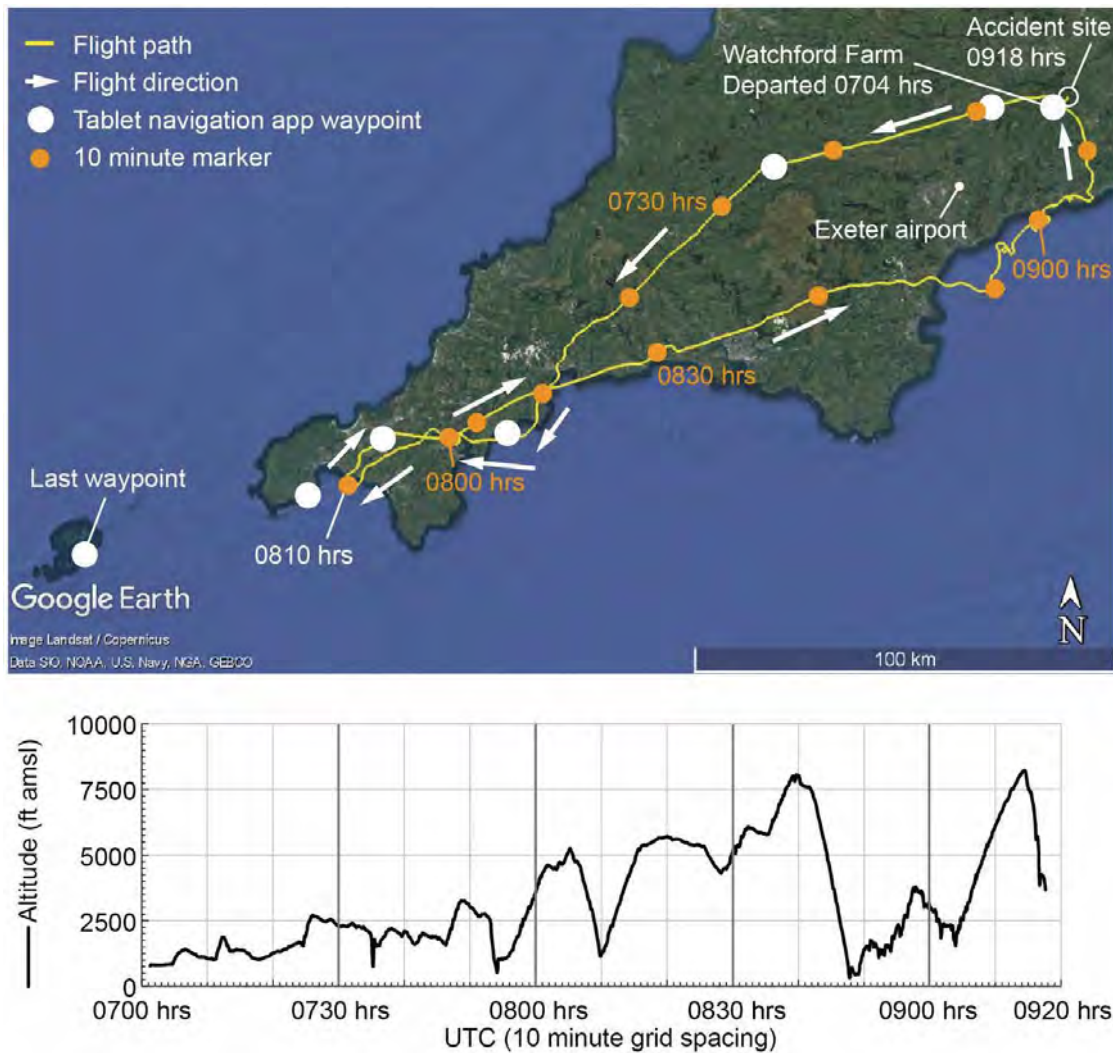 Flight path
Flight direction
Tablet navigation app waypoint
10 minute marker
Accident site
0918 hrs
Watchford Farm
Departed 0704 hrs
0730 hrs
Exeter airport
0900 hrs
0830 hrs
0800 hrs
Last waypoint
0810 hrs
Google Earth
Image Landsat / Copernicus
Data SIO, NOAA, U.S. Navy, NGA, GEBCO
N
100 km
Altitude (ft amsl)
10000
7500
5000
2500
0
0700 hrs
0730 hrs
0800 hrs
0830 hrs
0900 hrs
0920 hrs
UTC (10 minute grid spacing)